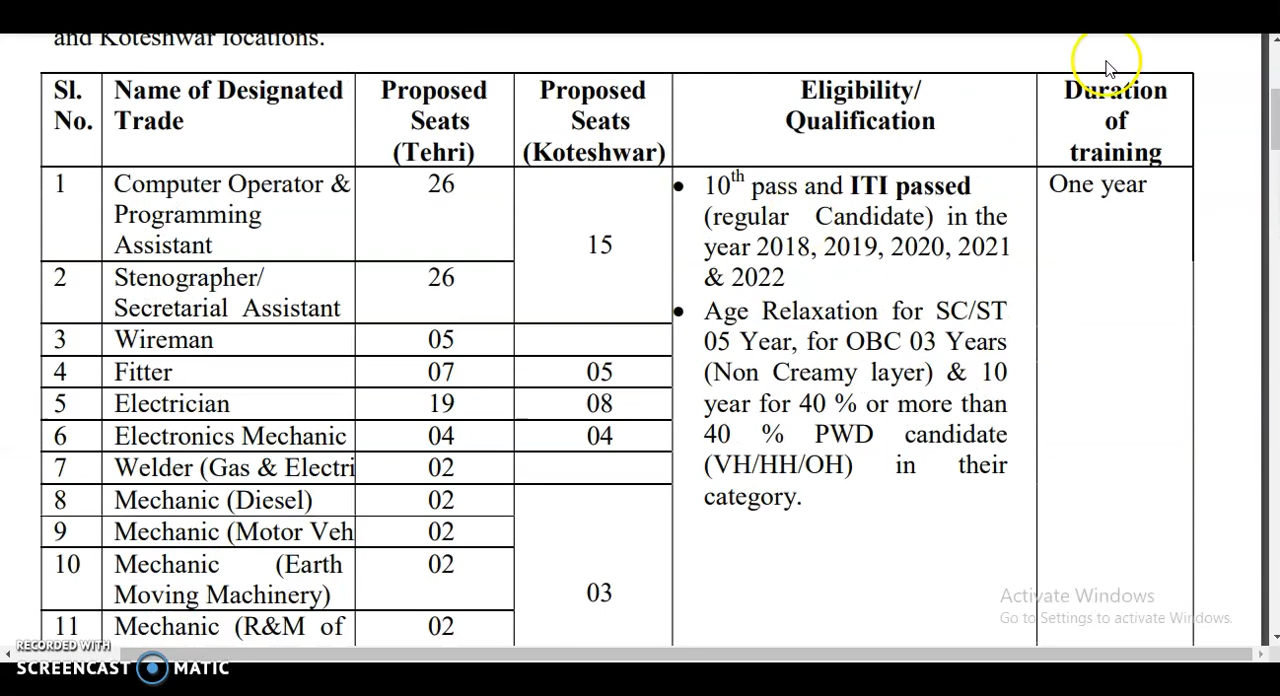 and Koteshwar locations.
Sl. No.
Name of Designated Trade
Proposed Seats (Tehri)
Proposed Seats (Koteshwar)
Eligibility/ Qualification
Duration of training
1
Computer Operator &
Programming
Assistant
26
15
10th pass and ITI passed
(regular Candidate) in the
year 2018, 2019, 2020, 2021
& 2022
Age Relaxation for SC/ST
05 Year, for OBC 03 Years
(Non Creamy layer) & 10
year for 40 % or more than
40 % PWD candidate
(VH/HH/OH) in their
category.
One year
2
Stenographer/
Secretarial Assistant
26
3 Wireman 05
4 Fitter 07 05
5 Electrician 19 08
6 Electronics Mechanic 04 04
7 Welder (Gas & Electri 02
8 Mechanic (Diesel) 02
9 Mechanic (Motor Veh 02
10 Mechanic (Earth 02
Moving Machinery)
03
11 Mechanic (R&M of 02
Activate Windows
Go to Settings to activate Windows.
RECORDED WITH
SCREENCAST MATIC